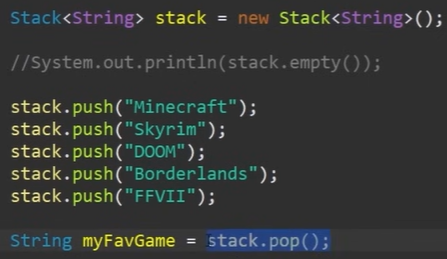 Stack<String> stack = new Stack<String>();
//System.out.println(stack.empty());
stack.push("Minecraft");
stack.push("Skyrim");
stack.push("DOOM");
stack.push("Borderlands");
stack.push("FFVII");
String myFavGame = stack.pop();